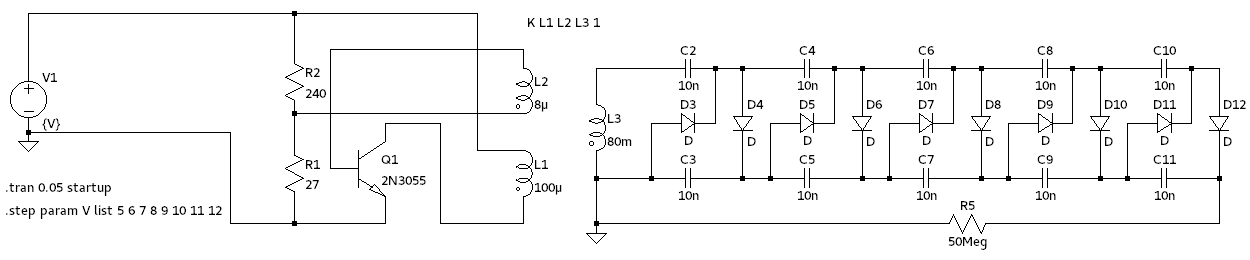 K L1 L2 L3 1
C2 C4 C6 C8 C10
10n 10n 10n 10n 10n
V1
R2
240
L2
8µ
{V}
L3
80m
D3 D4 D5 D6 D7 D8 D9 D10 D11 D12
D D D D D D D D D D
C3 C5 C7 C9 C11
10n 10n 10n 10n 10n
R1
27
Q1
2N3055
L1
100µ
.tran 0.05 startup
.step param V list 5 6 7 8 9 10 11 12
R5
50Meg